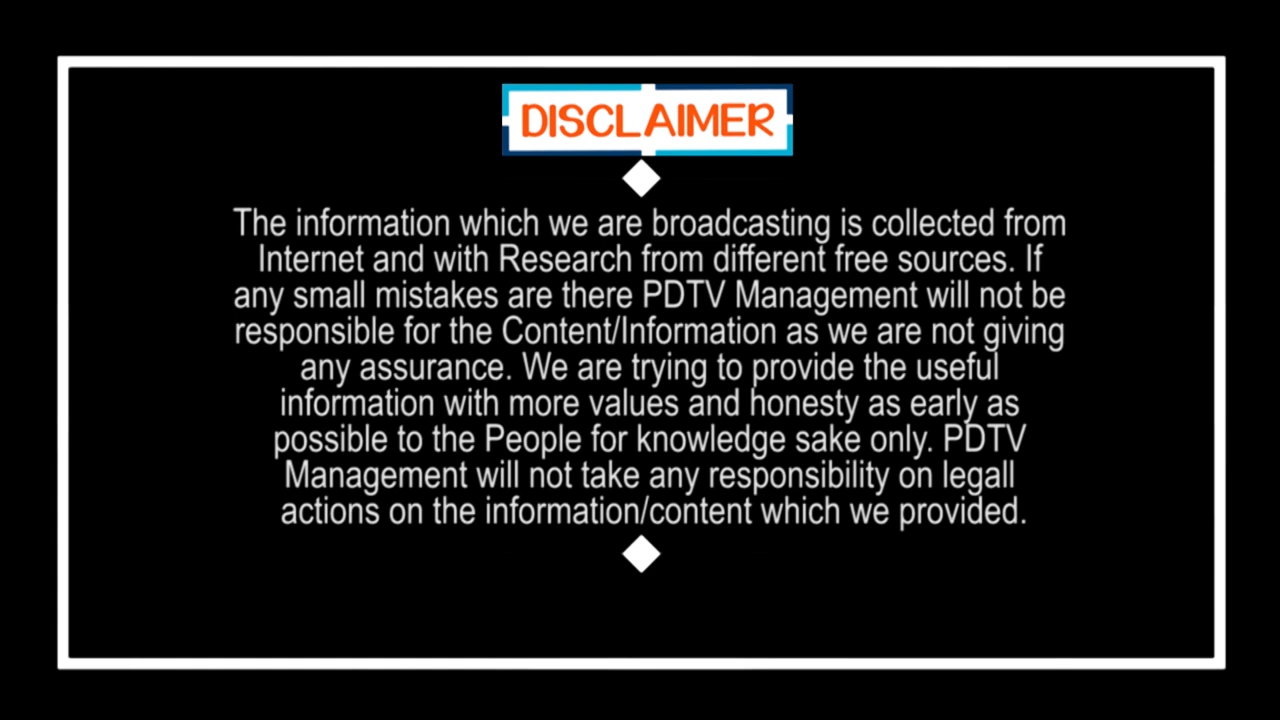 DISCLAIMER
The information which we are broadcasting is collected from
Internet and with Research from different free sources. If
any small mistakes are there PDTV Management will not be
responsible for the Content/Information as we are not giving
any assurance. We are trying to provide the useful
information with more values and honesty as early as
possible to the People for knowledge sake only. PDTV
Management will not take any responsibility on legall
actions on the information/content which we provided.